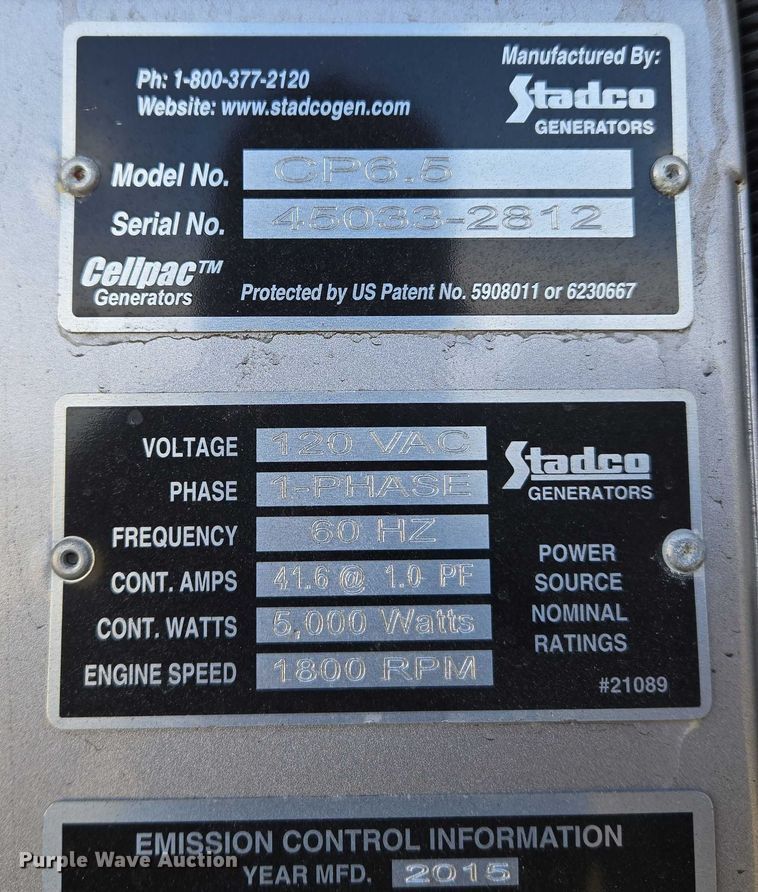 Manufactured By:
Ph: 1-800-377-2120
Website: www.stadcogen.com
Stadco
GENERATORS
Model No. CP6.5
Serial No. 45033-2812
Cellpac™
Generators
Protected by US Patent No. 5908011 or 6230667
VOLTAGE 120 VAC
PHASE 1-PHASE
FREQUENCY 60 HZ
CONT. AMPS 41.6 @ 1.0 PF
CONT. WATTS 5,000 Watts
ENGINE SPEED 1800 RPM
Stadco
GENERATORS
POWER
SOURCE
NOMINAL
RATINGS
#21089
EMISSION CONTROL INFORMATION
YEAR MFD. 2015
Purple Wave Auction